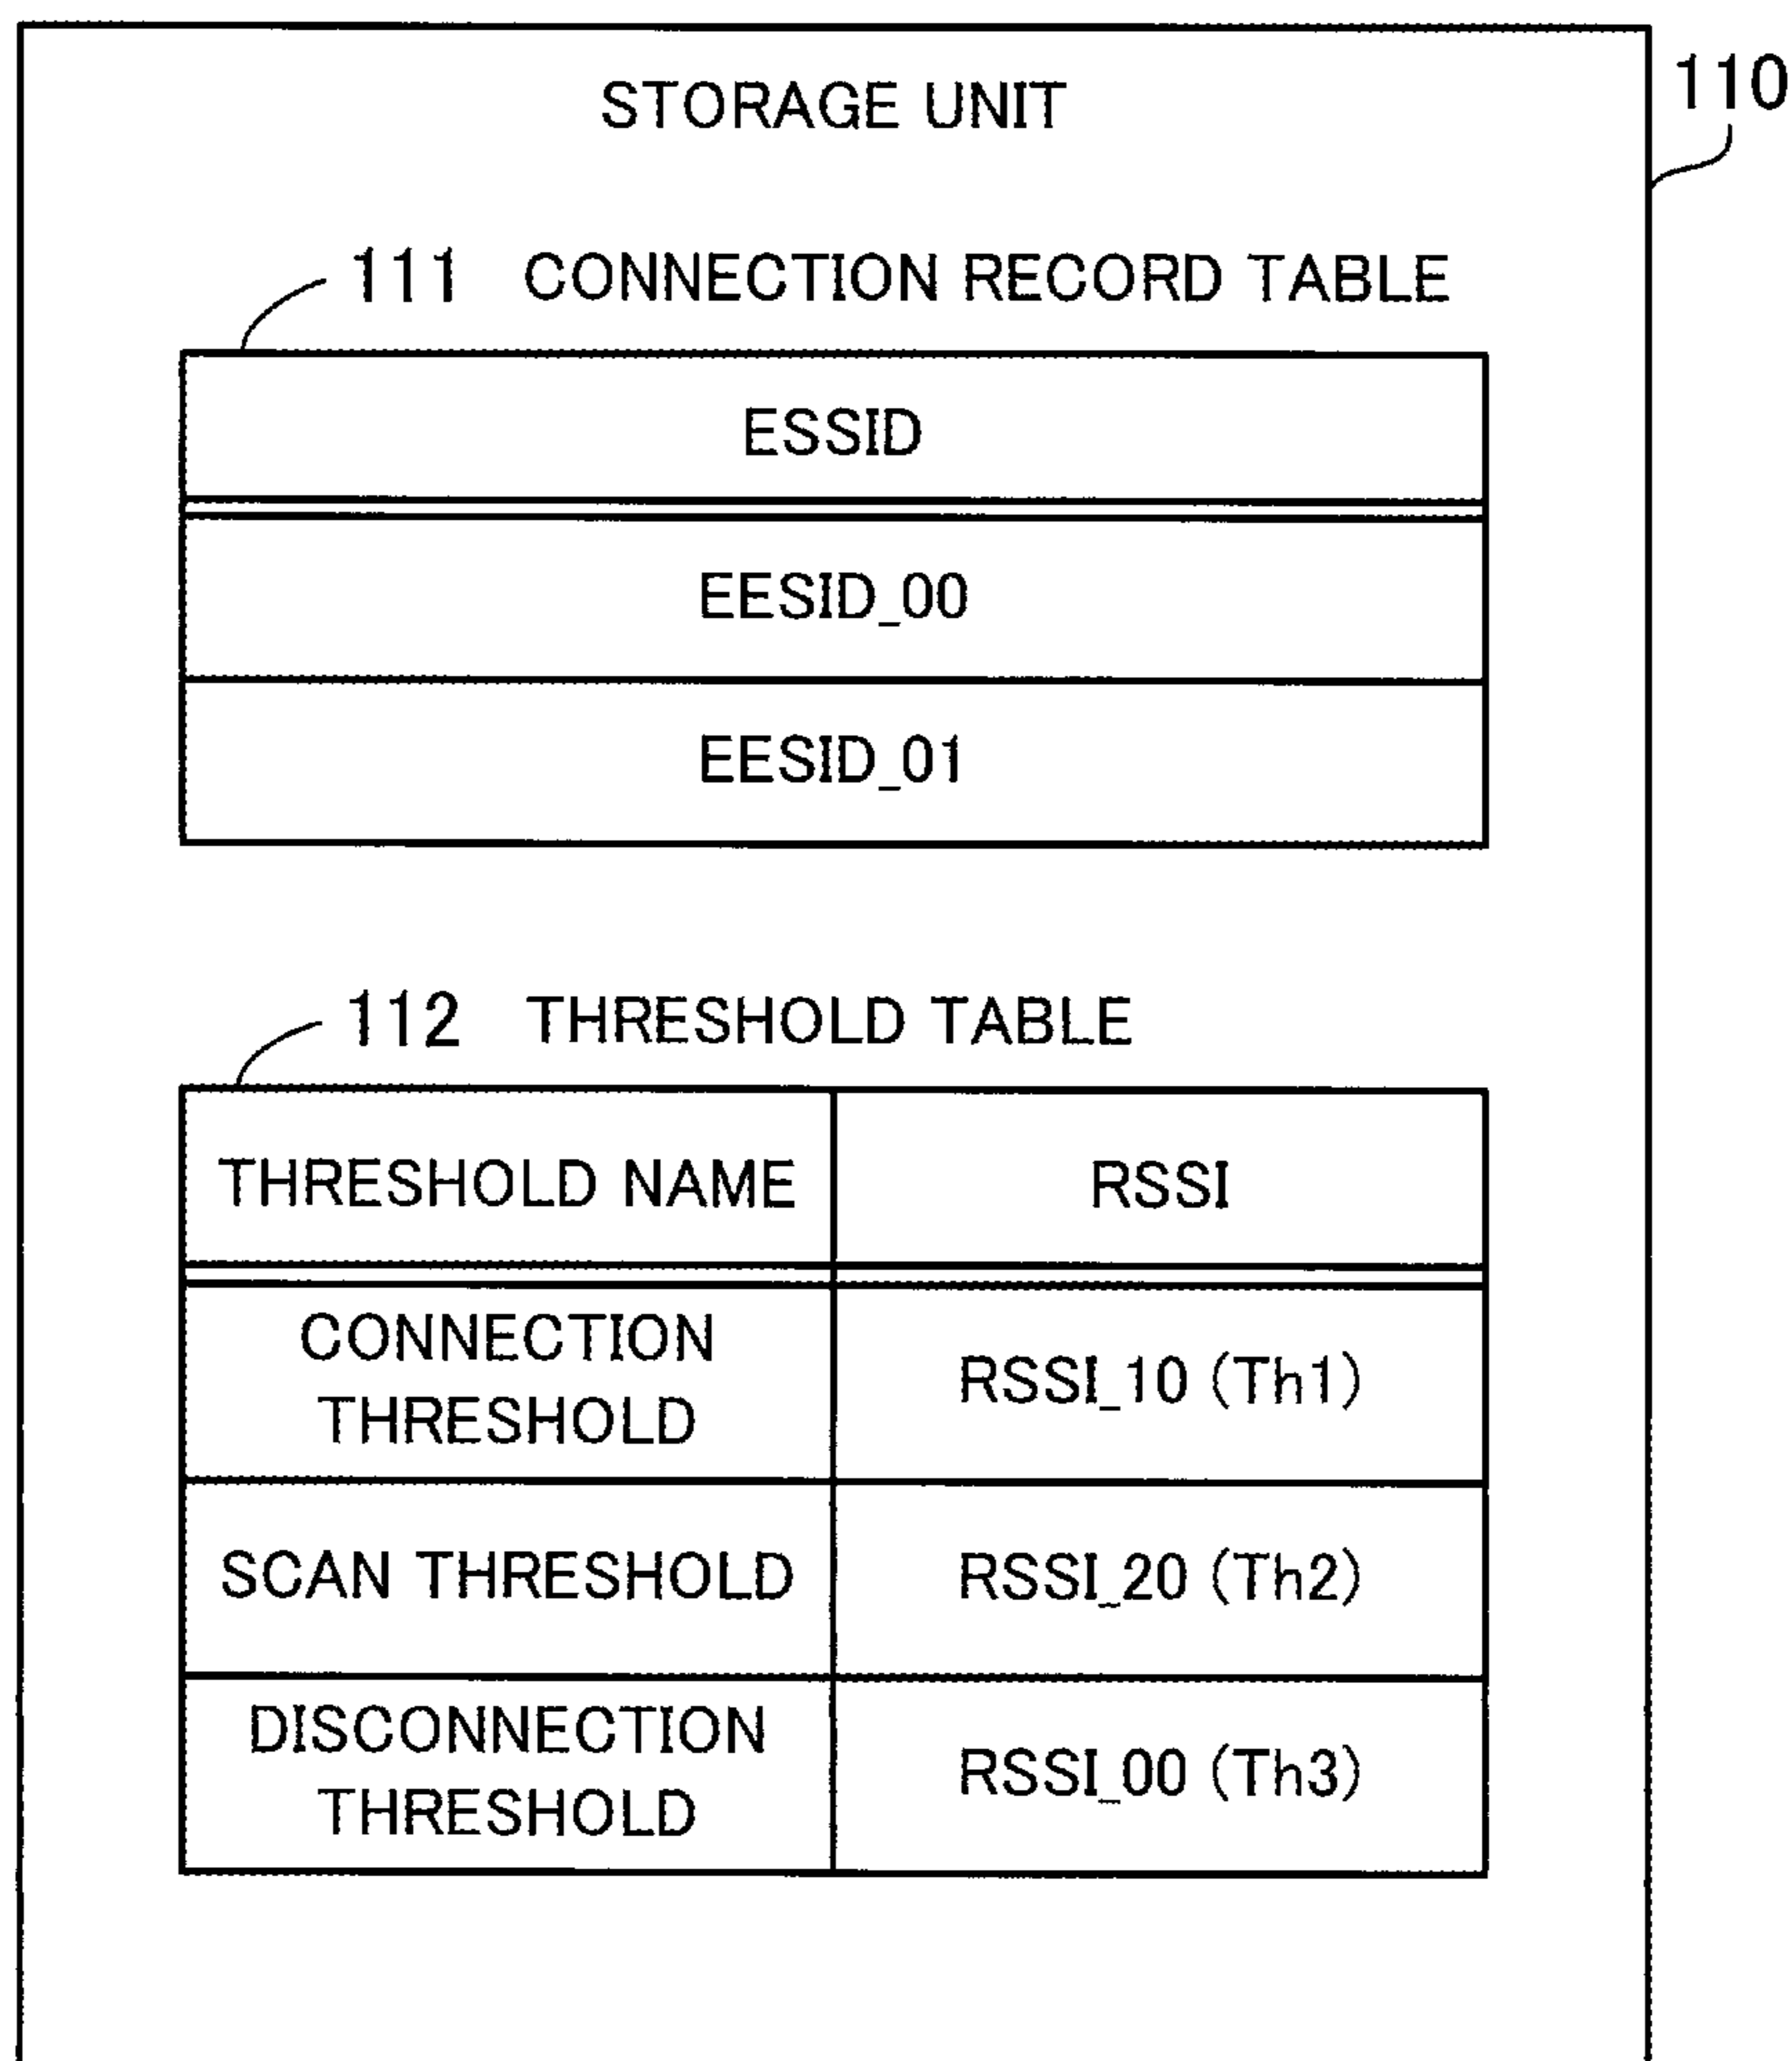 STORAGE UNIT
110
111 CONNECTION RECORD TABLE
ESSID
EESID_00
EESID_01
112 THRESHOLD TABLE
THRESHOLD NAME RSSI
CONNECTION
THRESHOLD
RSSI_10 (Th1)
SCAN THRESHOLD RSSI_20 (Th2)
DISCONNECTION
THRESHOLD
RSSI_00 (Th3)